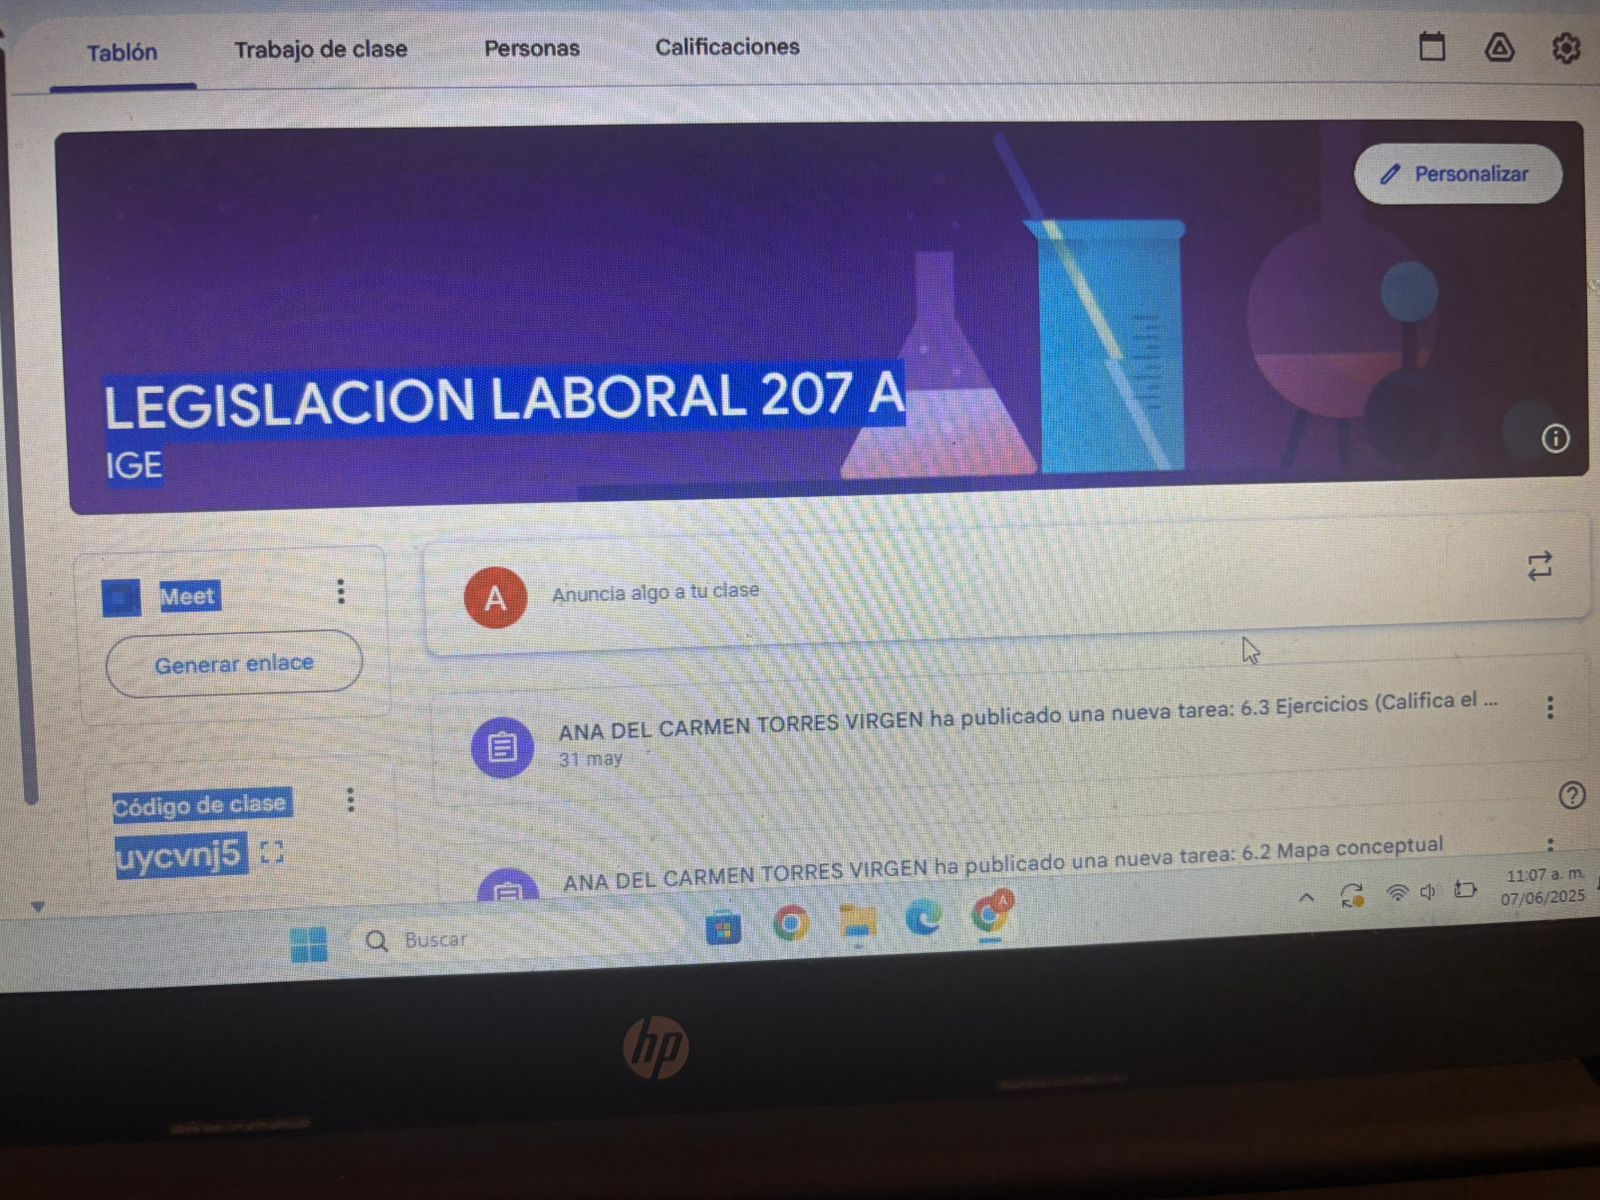 Tablón
Trabajo de clase
Personas
Calificaciones
Personalizar
LEGISLACION LABORAL 207 A
IGE
Meet
Generar enlace
A
Anuncia algo a tu clase
ANA DEL CARMEN TORRES VIRGEN ha publicado una nueva tarea: 6.3 Ejercicios (Califica el ...
31 may
Código de clase
uycvnj5
ANA DEL CARMEN TORRES VIRGEN ha publicado una nueva tarea: 6.2 Mapa conceptual
Buscar
A
11:07 a. m.
07/06/2025
hp